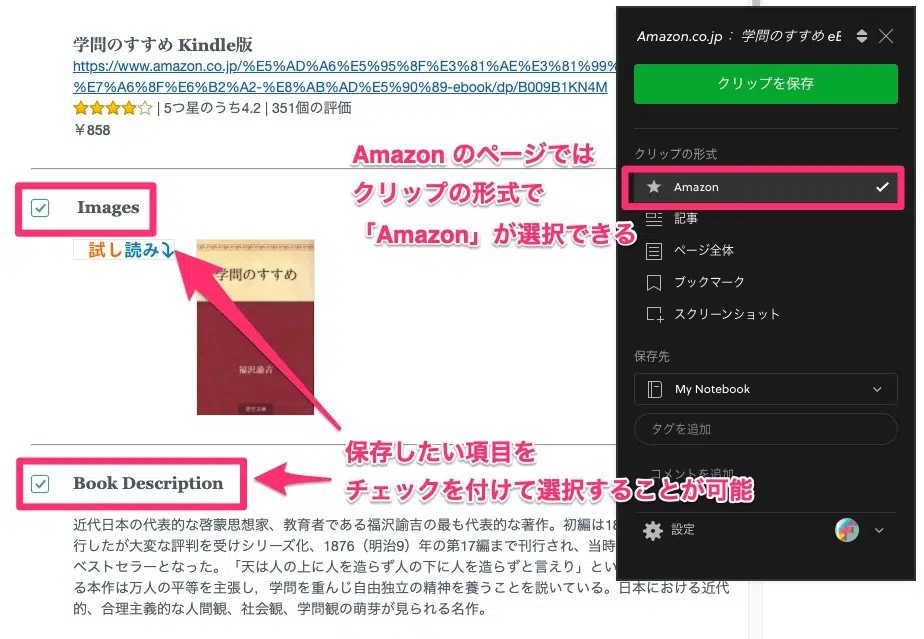 学問のすすめ Kindle版
https://www.amazon.co.jp/%E5%AD%A6%E5%95%8F%E3%81%AE%E3%81%99%
%E7%A6%8F%E6%B2%A2-%E8%AB%AD%E5%90%89-ebook/dp/B009B1KN4M
| 5つ星のうち4.2 | 351個の評価
￥858
Images
試し読み
学問のすすめ
福沢諭吉
青空文庫
Book Description
近代日本の代表的な啓蒙思想家、教育者である福沢諭吉の最も代表的な著作。初編は18
行したが大変な評判を受けシリーズ化、1876（明治9）年の第17編まで刊行され、当時
ベストセラーとなった。「天は人の上に人を造らず人の下に人を造らずと言えり」とい
る本作は万人の平等を主張し，学問を重んじ自由独立の精神を養うことを説いている。日本における近代
的、合理主義的な人間観、社会観、学問観の萌芽が見られる名作。
Amazon のページでは
クリップの形式で
「Amazon」が選択できる
保存したい項目を
チェックを付けて選択することが可能
Amazon.co.jp： 学問のすすめ eE
クリップを保存
クリップの形式
Amazon
記事
ページ全体
ブックマーク
スクリーンショット
保存先
My Notebook
タグを追加
コメントを追加
設定